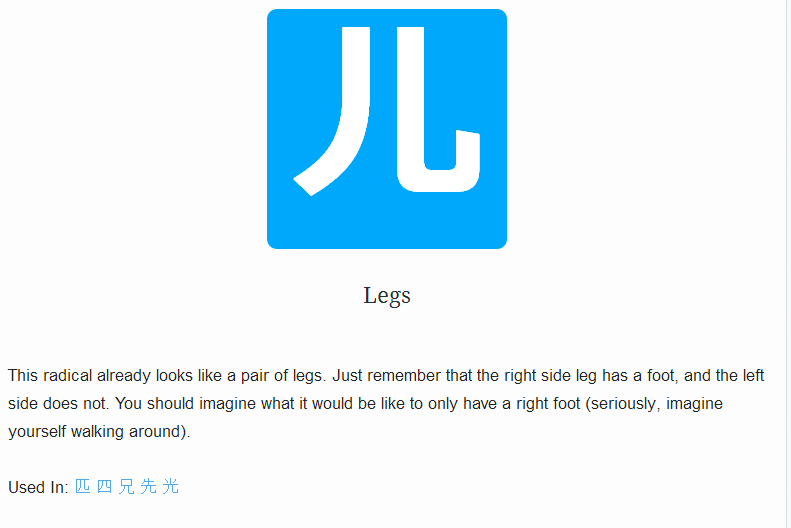 儿
Legs
This radical already looks like a pair of legs. Just remember that the right side leg has a foot, and the left
side does not. You should imagine what it would be like to only have a right foot (seriously, imagine
yourself walking around).
Used In: 匹 四 兄 先 光